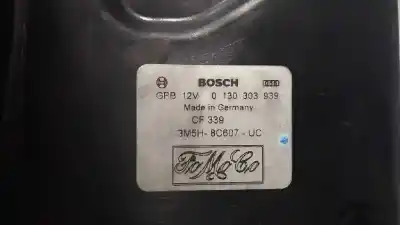 BOSCH
GPB 12V 0 130 303 939
Made in Germany
CF 339
3M5H-8C607-UC
FoMoCo